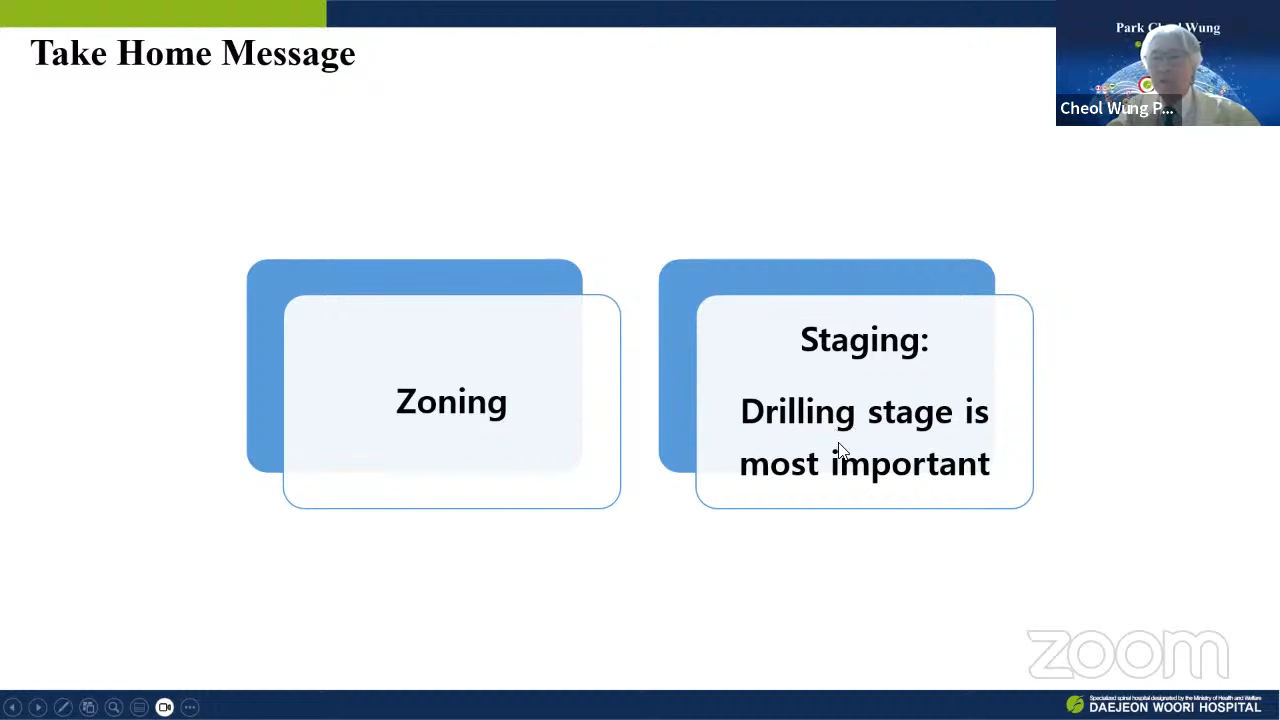 Take Home Message
Park Cheol Wung
Cheol Wung P...
Zoning
Staging:
Drilling stage is
most important
zoom
Specialized spinal hospital designated by the Ministry of Health and Welfare
DAEJEON WOORI HOSPITAL